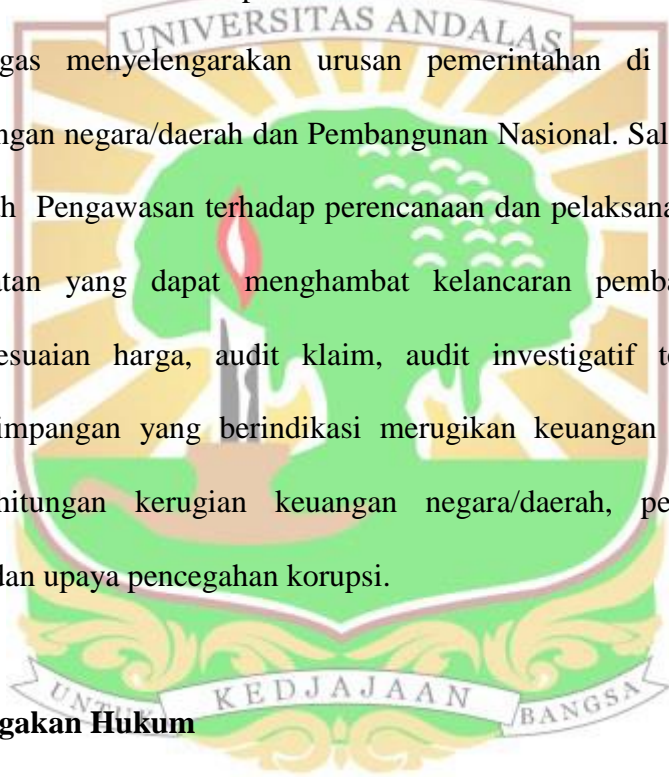 UNIVERSITAS ANDALAS
gas menyelengarakan urusan pemerintahan di
ngan negara/daerah dan Pembangunan Nasional. Sal
h Pengawasan terhadap perencanaan dan pelaksana
atan yang dapat menghambat kelancaran pemba
esuaian harga, audit klaim, audit investigatif te
impangan yang berindikasi merugikan keuangan
hitungan kerugian keuangan negara/daerah, pe
dan upaya pencegahan korupsi.
UNTUK KEDJAJAAN BANGSA
gakan Hukum